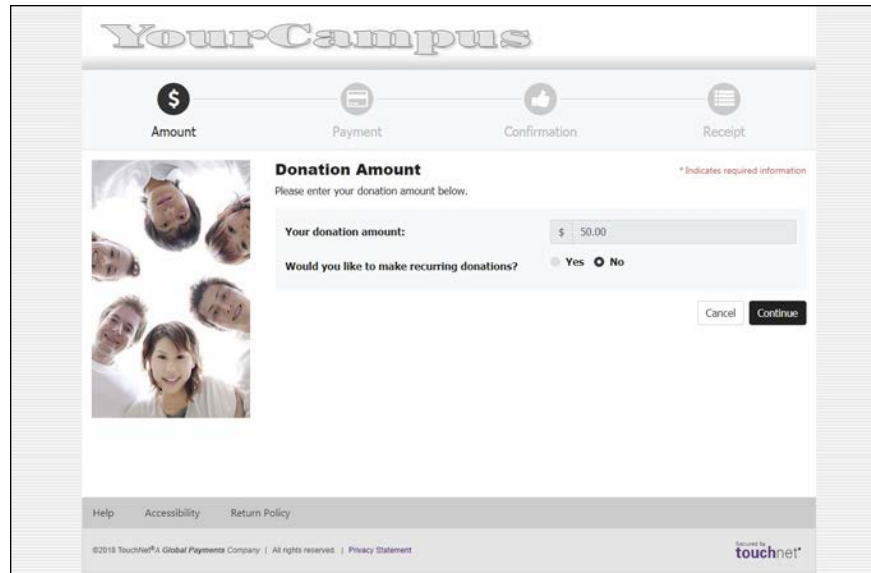 YourCampus
$
Amount
Payment
Confirmation
Receipt
Donation Amount
* Indicates required information
Please enter your donation amount below.
Your donation amount:
$ 50.00
Would you like to make recurring donations?
Yes No
Cancel Continue
Help Accessibility Return Policy
©2018 TouchNet® A Global Payments Company | All rights reserved. | Privacy Statement
Secured by
touchnet®